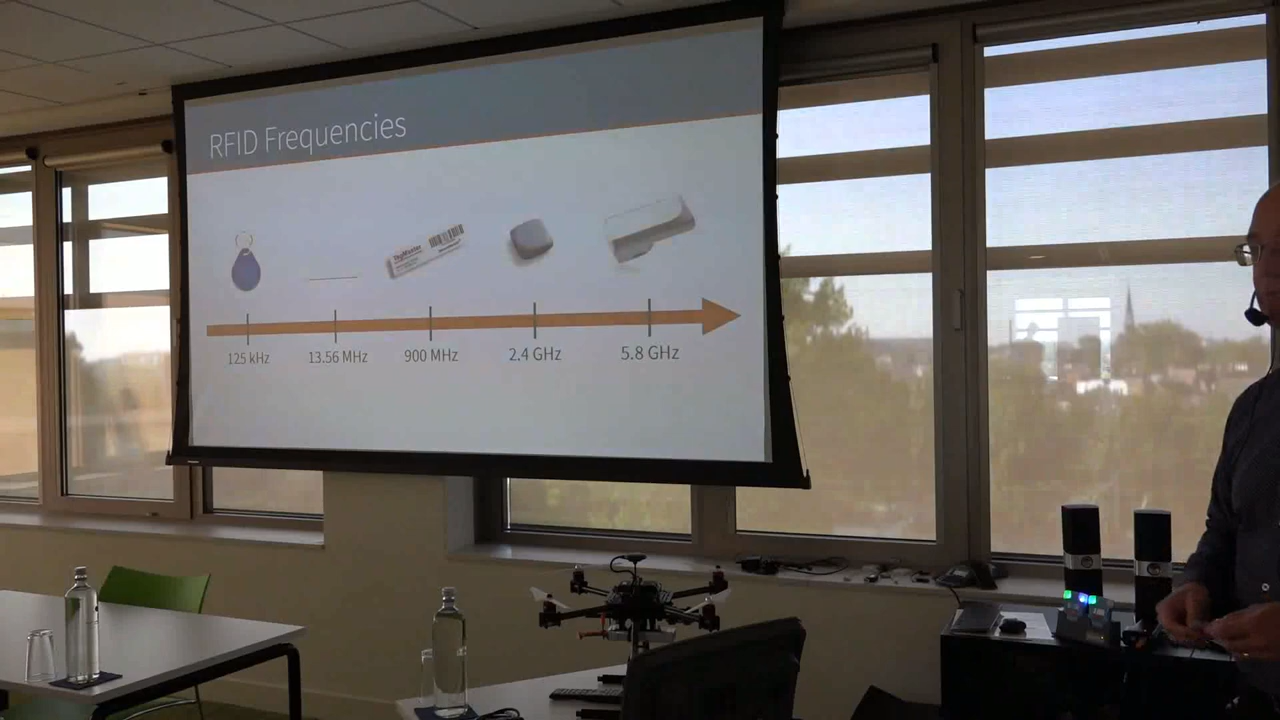 RFID Frequencies
125 kHz
13.56 MHz
900 MHz
2.4 GHz
5.8 GHz